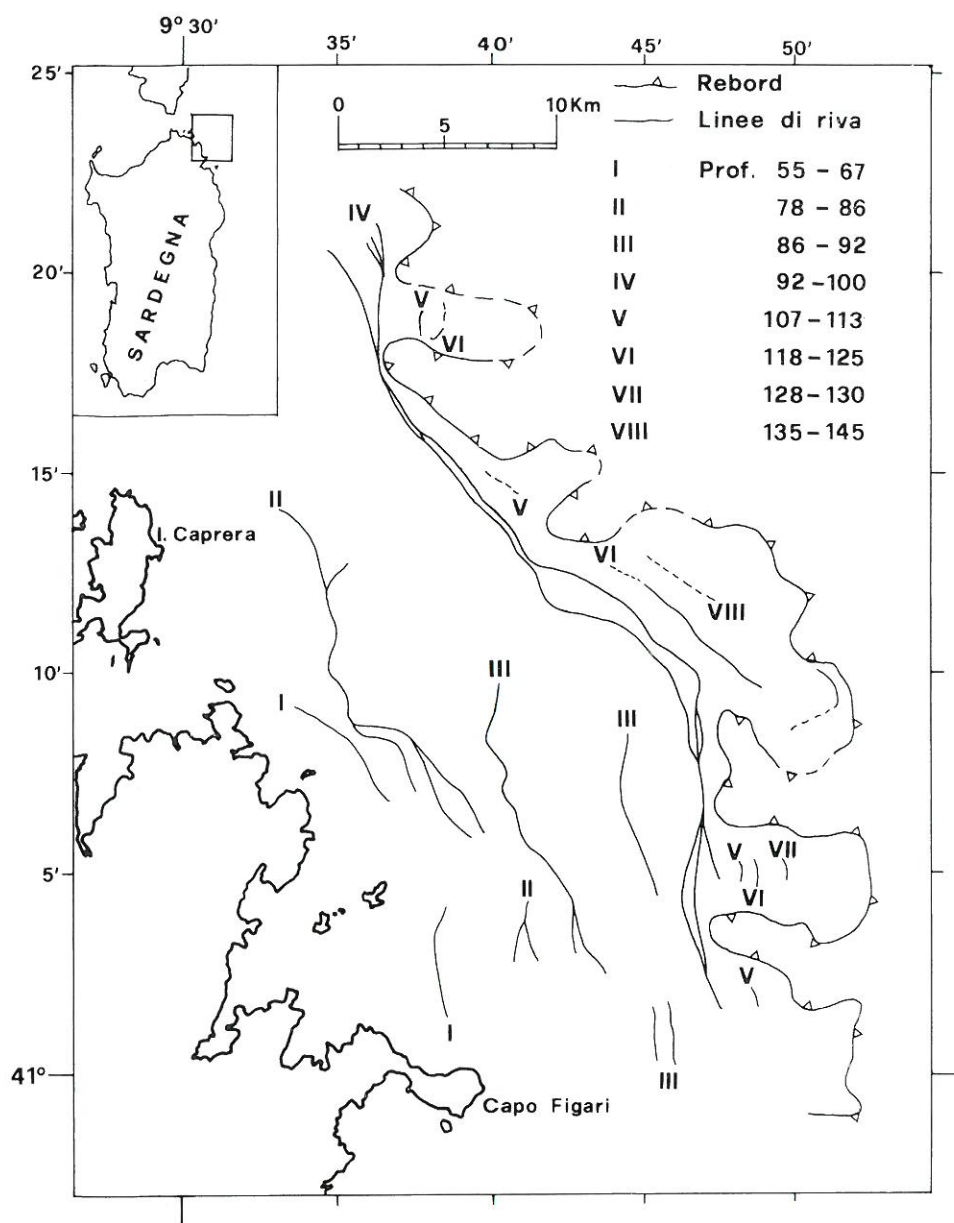 9° 30' 35' 40' 45' 50'
25'
0 10Km
5
Rebord
Linee di riva
I Prof. 55 – 67
II 78 – 86
III 86 – 92
IV 92 – 100
V 107 – 113
VI 118 – 125
VII 128 – 130
VIII 135 – 145
SARDEGNA
IV
20'
V
VI
15'
II
V
I. Caprera
VI
VIII
10'
III
I
III
5'
V VII
II
VI
V
I
41°
III
Capo Figari